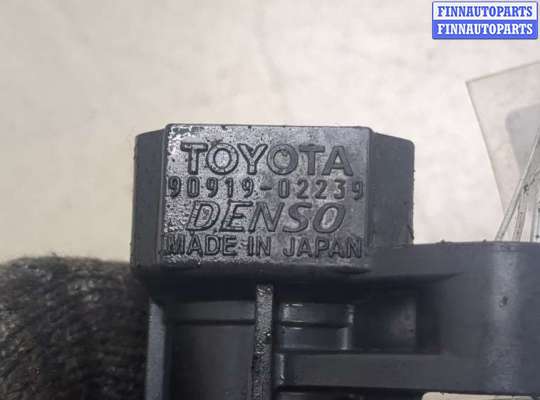 FINNAUTOPARTS
FINNAUTOPARTS
TOYOTA
90919-02239
DENSO
MADE IN JAPAN